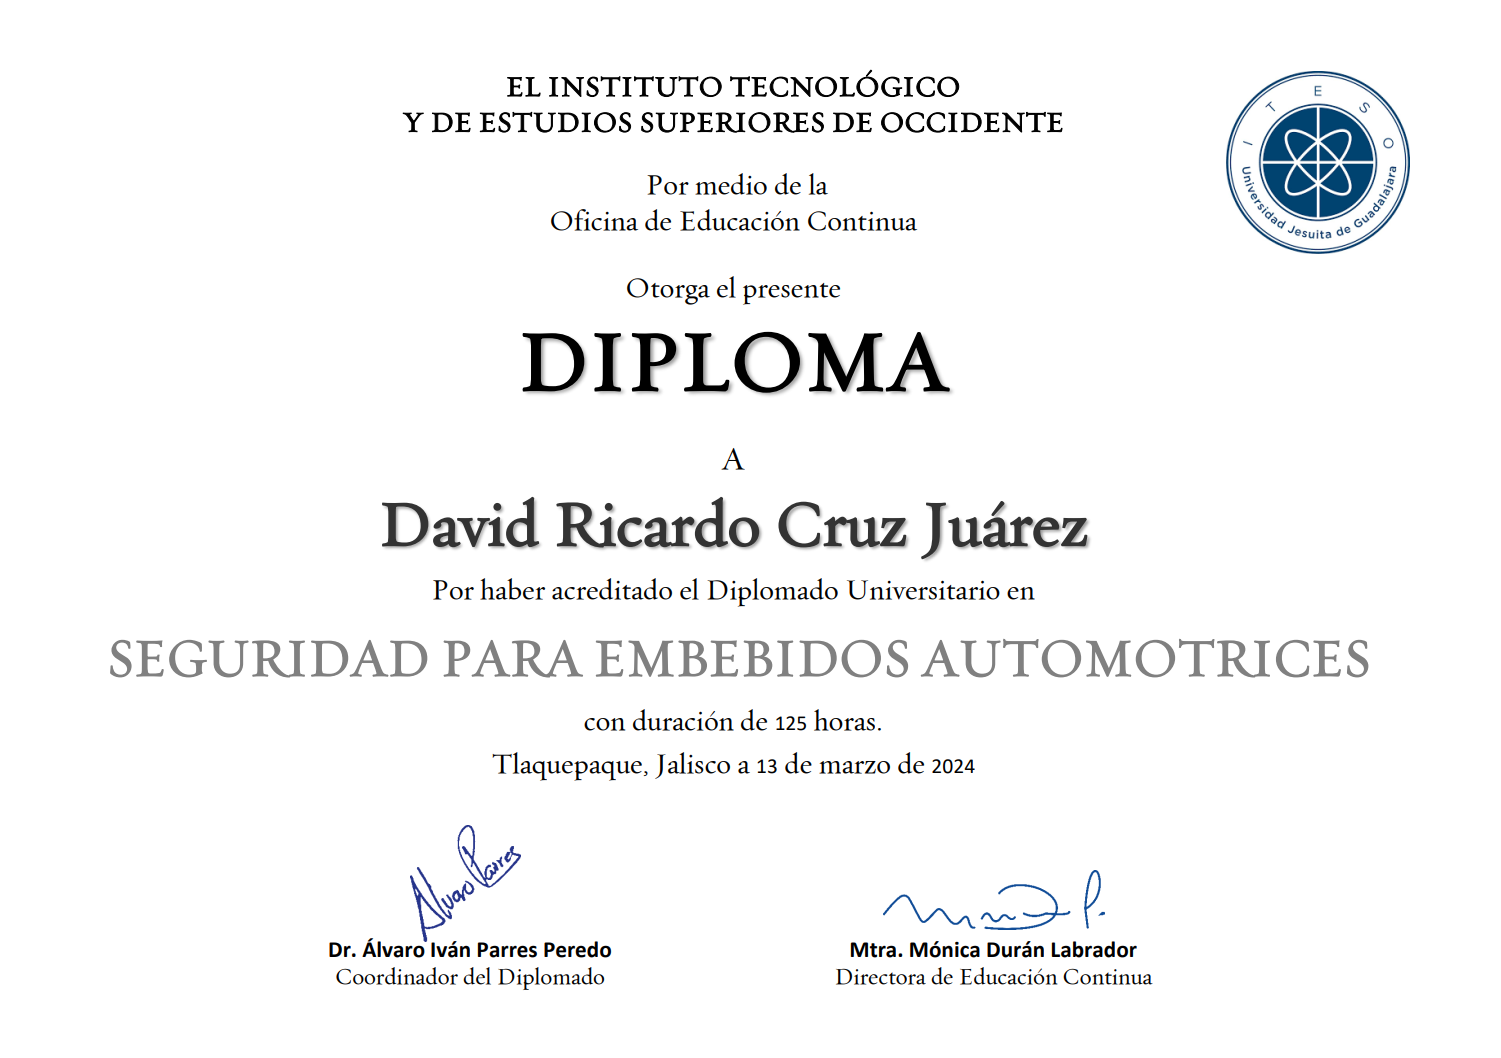 EL INSTITUTO TECNOLÓGICO
Y DE ESTUDIOS SUPERIORES DE OCCIDENTE
I T E S O
Universidad Jesuita de Guadalajara
Por medio de la
Oficina de Educación Continua
Otorga el presente
DIPLOMA
A
David Ricardo Cruz Juárez
Por haber acreditado el Diplomado Universitario en
SEGURIDAD PARA EMBEBIDOS AUTOMOTRICES
con duración de 125 horas.
Tlaquepaque, Jalisco a 13 de marzo de 2024
Alvaro Parres
Dr. Álvaro Iván Parres Peredo
Coordinador del Diplomado
Mtra. Mónica Durán Labrador
Directora de Educación Continua